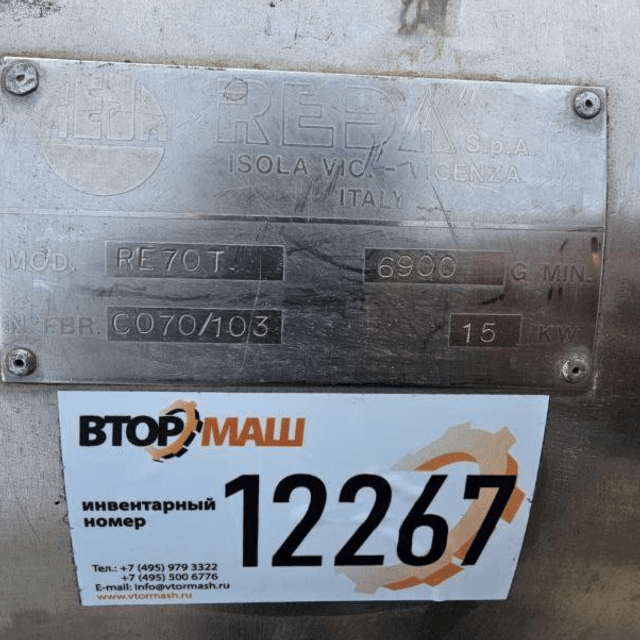 REDA
REDA S.p.A.
ISOLA VIC. - VICENZA
ITALY
MOD. RE70T. 6900 G MIN.
N FBR. C070/103 15 KW
ВТОРМАШ
инвентарный
номер
12267
Тел.: +7 (495) 979 3322
+7 (495) 500 6776
E-mail: info@vtormash.ru
www.vtormash.ru